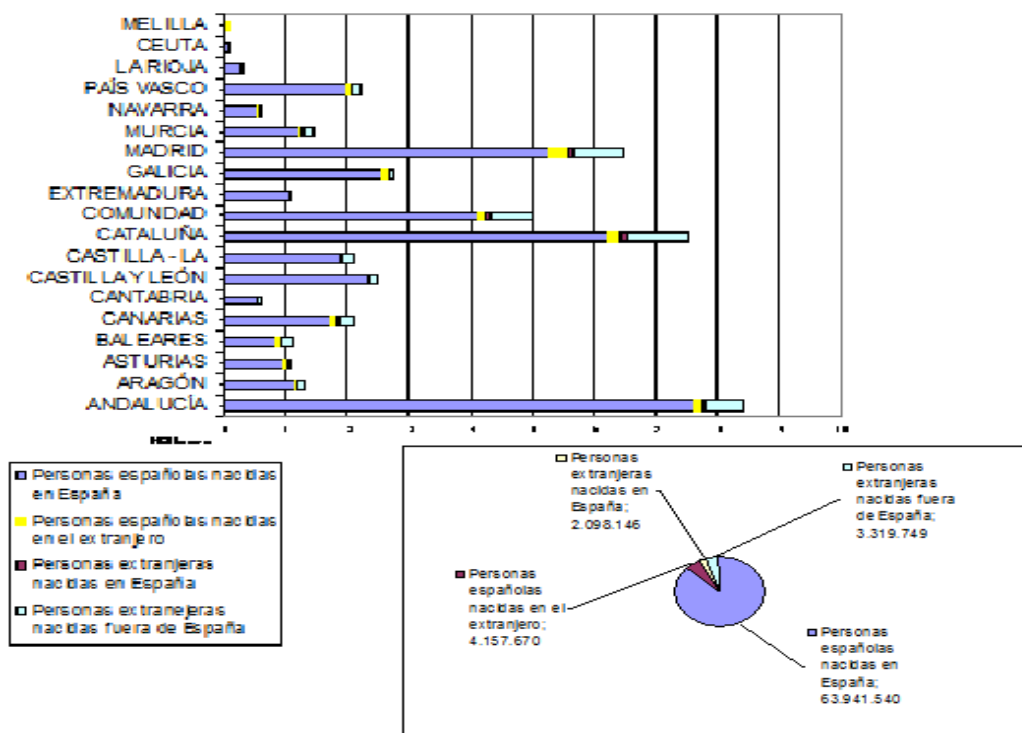 MELILLA
CEUTA
LA RIOJA
PAÍS VASCO
NAVARRA
MURCIA
MADRID
GALICIA
EXTREMADURA
COMUNIDAD
CATALUÑA
CASTILLA - LA
CASTILLA Y LEÓN
CANTABRIA
CANARIAS
BALEARES
ASTURIAS
ARAGÓN
ANDALUCÍA
0 1 2 3 4 5 6 7 8 9 10
Personas españolas nacidas
en España
Personas españolas nacidas
en el extranjero
Personas extranjeras
nacidas en España
Personas extranejeras
nacidas fuera de España
Personas
extranjeras
nacidas en
España;
2.098.146
Personas
extranjeras
nacidas fuera
de España;
3.319.749
Personas
españolas
nacidas en el
extranjero;
4.157.670
Personas
españolas
nacidas en
España;
63.941.540